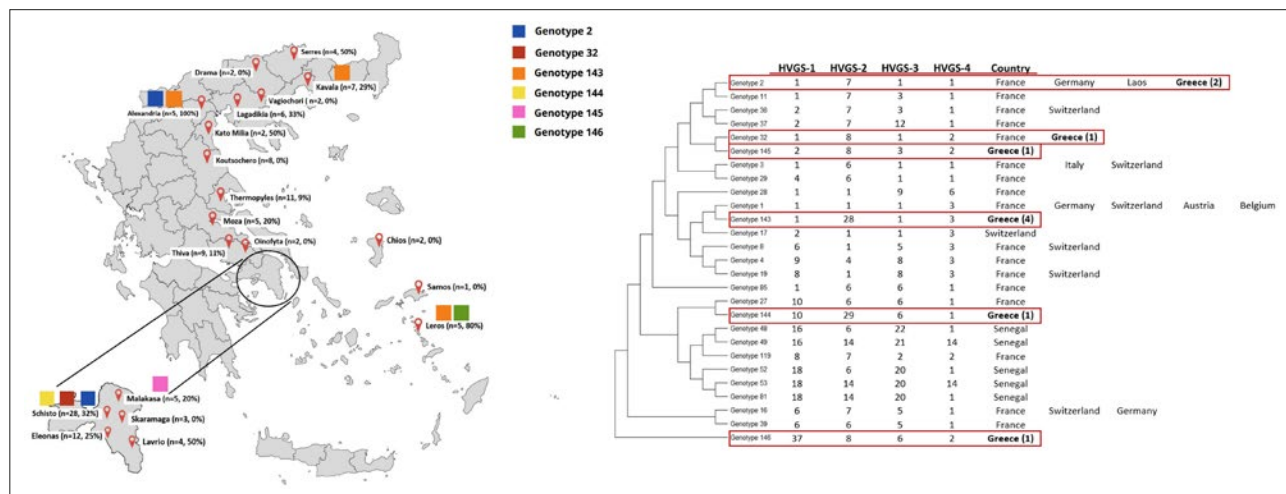 Genotype 2
Genotype 32
Genotype 143
Genotype 144
Genotype 145
Genotype 146
Serres (n=4, 50%)
Drama (n=2, 0%)
Kavala (n=7, 29%)
Vagiochori ( n=2, 0%)
Alexandria (n=5, 100%)
Lagadikia (n=6, 33%)
Kato Milia (n=2, 50%)
Koutsochero (n=8, 0%)
Thermopyles (n=11, 9%)
Moza (n=5, 20%)
Oinofyta (n=2, 0%)
Thiva (n=9, 11%)
Chios (n=2, 0%)
Samos (n=1, 0%)
Leros (n=5, 80%)
Malakasa (n=5, 20%)
Schisto (n=28, 32%)
Skaramaga (n=3, 0%)
Eleonas (n=12, 25%)
Lavrio (n=4, 50%)
HVGS-1 HVGS-2 HVGS-3 HVGS-4 Country
Genotype 2 1 7 1 1 France Germany Laos Greece (2)
Genotype 11 1 7 3 1 France
Genotype 36 2 7 3 1 France Switzerland
Genotype 37 2 7 12 1 France
Genotype 32 1 8 1 2 France Greece (1)
Genotype 145 2 8 3 2 Greece (1)
Genotype 3 1 6 1 1 France Italy Switzerland
Genotype 29 4 6 1 1 France
Genotype 28 1 1 9 6 France
Genotype 1 1 1 1 3 France Germany Switzerland Austria Belgium
Genotype 143 1 28 1 3 Greece (4)
Genotype 17 2 1 1 3 Switzerland
Genotype 8 6 1 5 3 France Switzerland
Genotype 4 9 4 8 3 France
Genotype 19 8 1 8 3 France Switzerland
Genotype 85 1 6 6 1 France
Genotype 27 10 6 6 1 France
Genotype 144 10 29 6 1 Greece (1)
Genotype 48 16 6 22 1 Senegal
Genotype 49 16 14 21 14 Senegal
Genotype 119 8 7 2 2 France
Genotype 52 18 6 20 1 Senegal
Genotype 53 18 14 20 14 Senegal
Genotype 81 18 14 20 1 Senegal
Genotype 16 6 7 5 1 France Switzerland Germany
Genotype 39 6 6 5 1 France
Genotype 146 37 8 6 2 Greece (1)